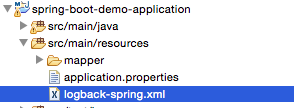 spring-boot-demo-application
src/main/java
src/main/resources
mapper
application.properties
logback-spring.xml